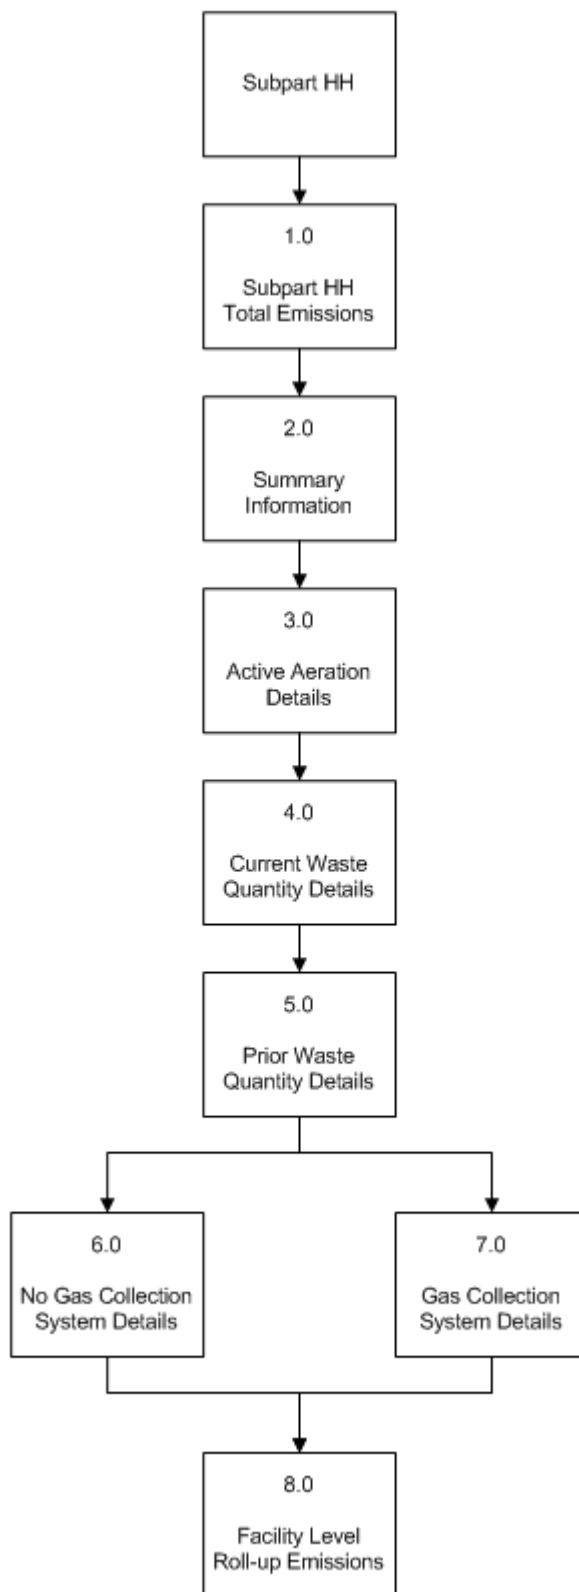 Subpart HH
1.0
Subpart HH
Total Emissions
2.0
Summary
Information
3.0
Active Aeration
Details
4.0
Current Waste
Quantity Details
5.0
Prior Waste
Quantity Details
6.0
No Gas Collection
System Details
7.0
Gas Collection
System Details
8.0
Facility Level
Roll-up Emissions